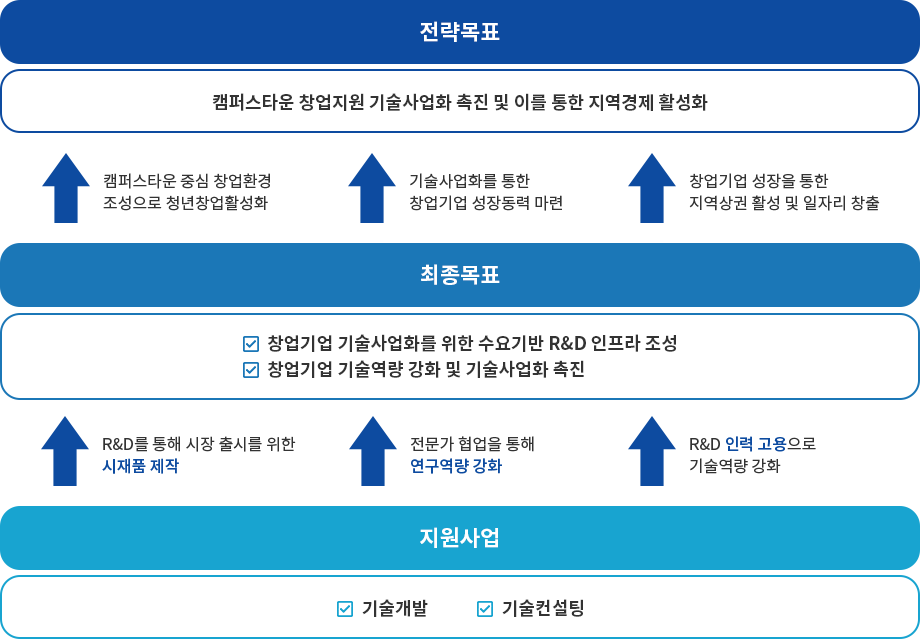 전략목표
캠퍼스타운 창업지원 기술사업화 촉진 및 이를 통한 지역경제 활성화
캠퍼스타운 중심 창업환경
조성으로 청년창업활성화
기술사업화를 통한
창업기업 성장동력 마련
창업기업 성장을 통한
지역상권 활성 및 일자리 창출
최종목표
창업기업 기술사업화를 위한 수요기반 R&D 인프라 조성
창업기업 기술역량 강화 및 기술사업화 촉진
R&D를 통해 시장 출시를 위한
시재품 제작
전문가 협업을 통해
연구역량 강화
R&D 인력 고용으로
기술역량 강화
지원사업
기술개발
기술컨설팅